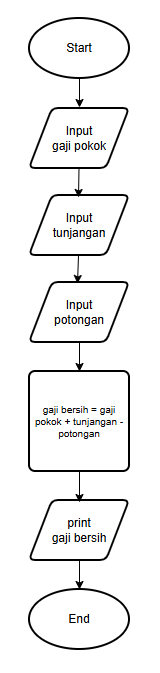 Start
Input
gaji pokok
Input
tunjangan
Input
potongan
gaji bersih = gaji
pokok + tunjangan -
potongan
print
gaji bersih
End